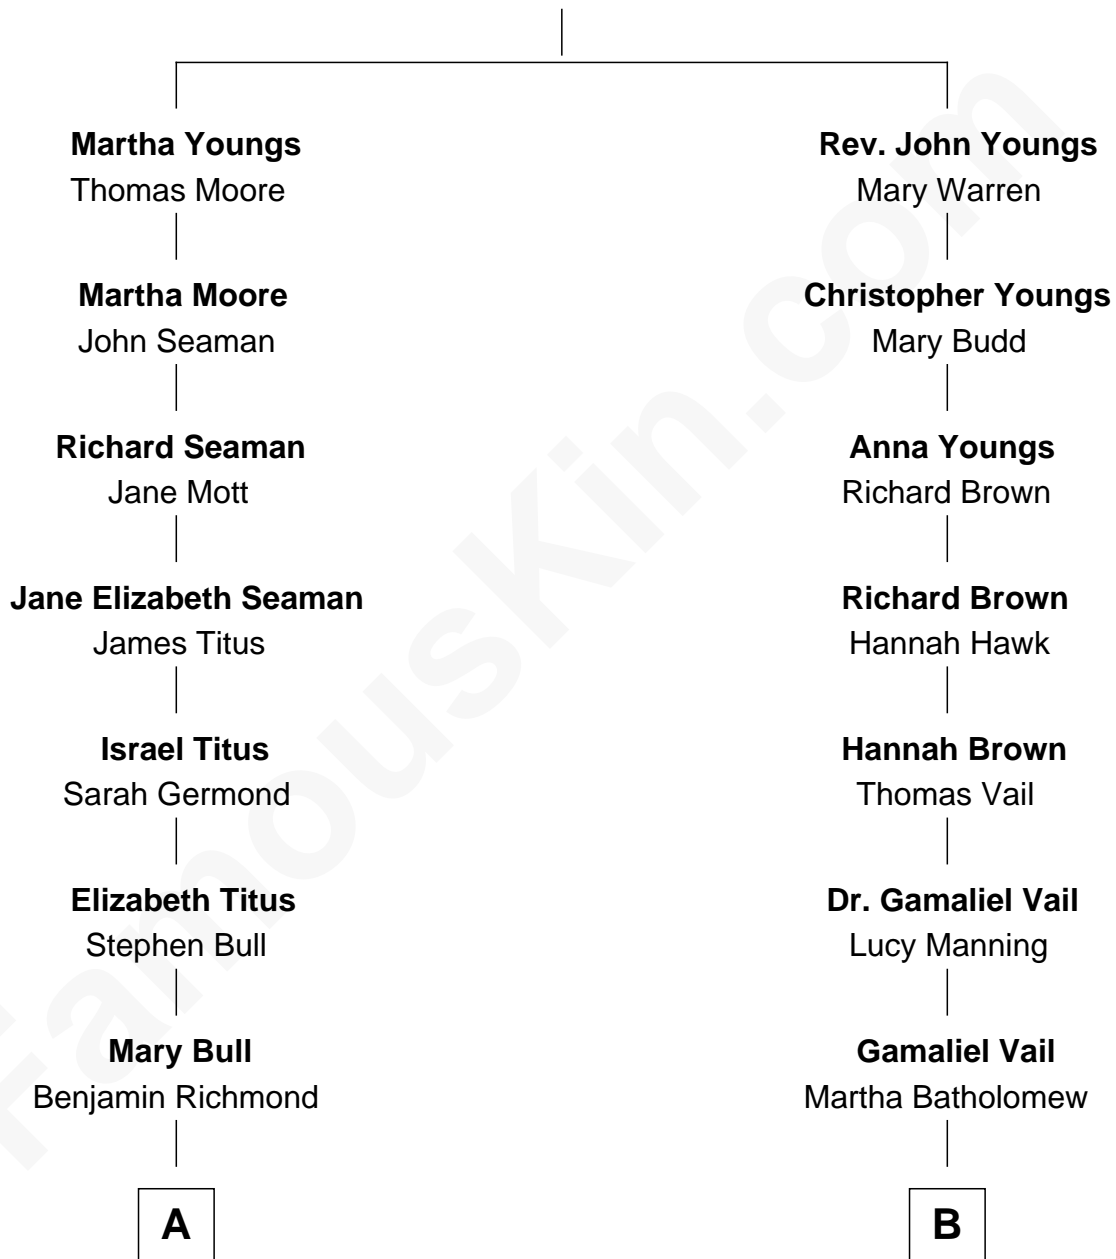 Martha Youngs
Thomas Moore
Martha Moore
John Seaman
Richard Seaman
Jane Mott
Jane Elizabeth Seaman
James Titus
Israel Titus
Sarah Germond
Elizabeth Titus
Stephen Bull
Mary Bull
Benjamin Richmond
A
Rev. John Youngs
Mary Warren
Christopher Youngs
Mary Budd
Anna Youngs
Richard Brown
Richard Brown
Hannah Hawk
Hannah Brown
Thomas Vail
Dr. Gamaliel Vail
Lucy Manning
Gamaliel Vail
Martha Batholomew
B
FamousKin.com